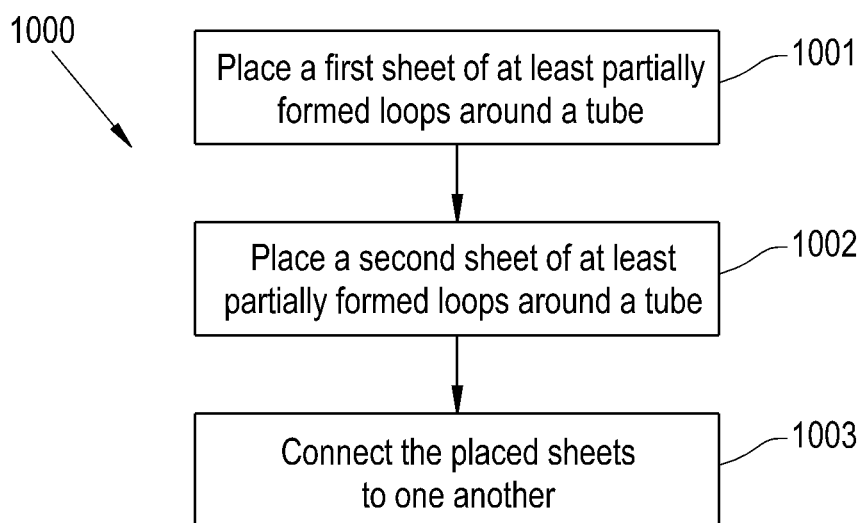 1000
1001
Place a first sheet of at least partially
formed loops around a tube
1002
Place a second sheet of at least
partially formed loops around a tube
1003
Connect the placed sheets
to one another